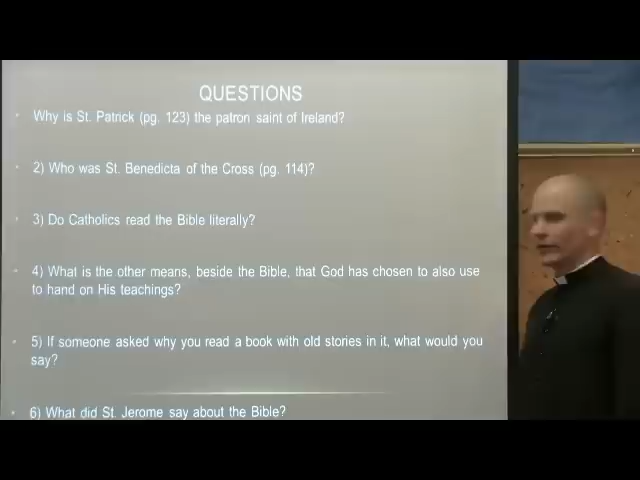 QUESTIONS
Why is St. Patrick (pg. 123) the patron saint of Ireland?
2) Who was St. Benedicta of the Cross (pg. 114)?
3) Do Catholics read the Bible literally?
4) What is the other means, beside the Bible, that God has chosen to also use
to hand on His teachings?
5) If someone asked why you read a book with old stories in it, what would you
say?
6) What did St. Jerome say about the Bible?